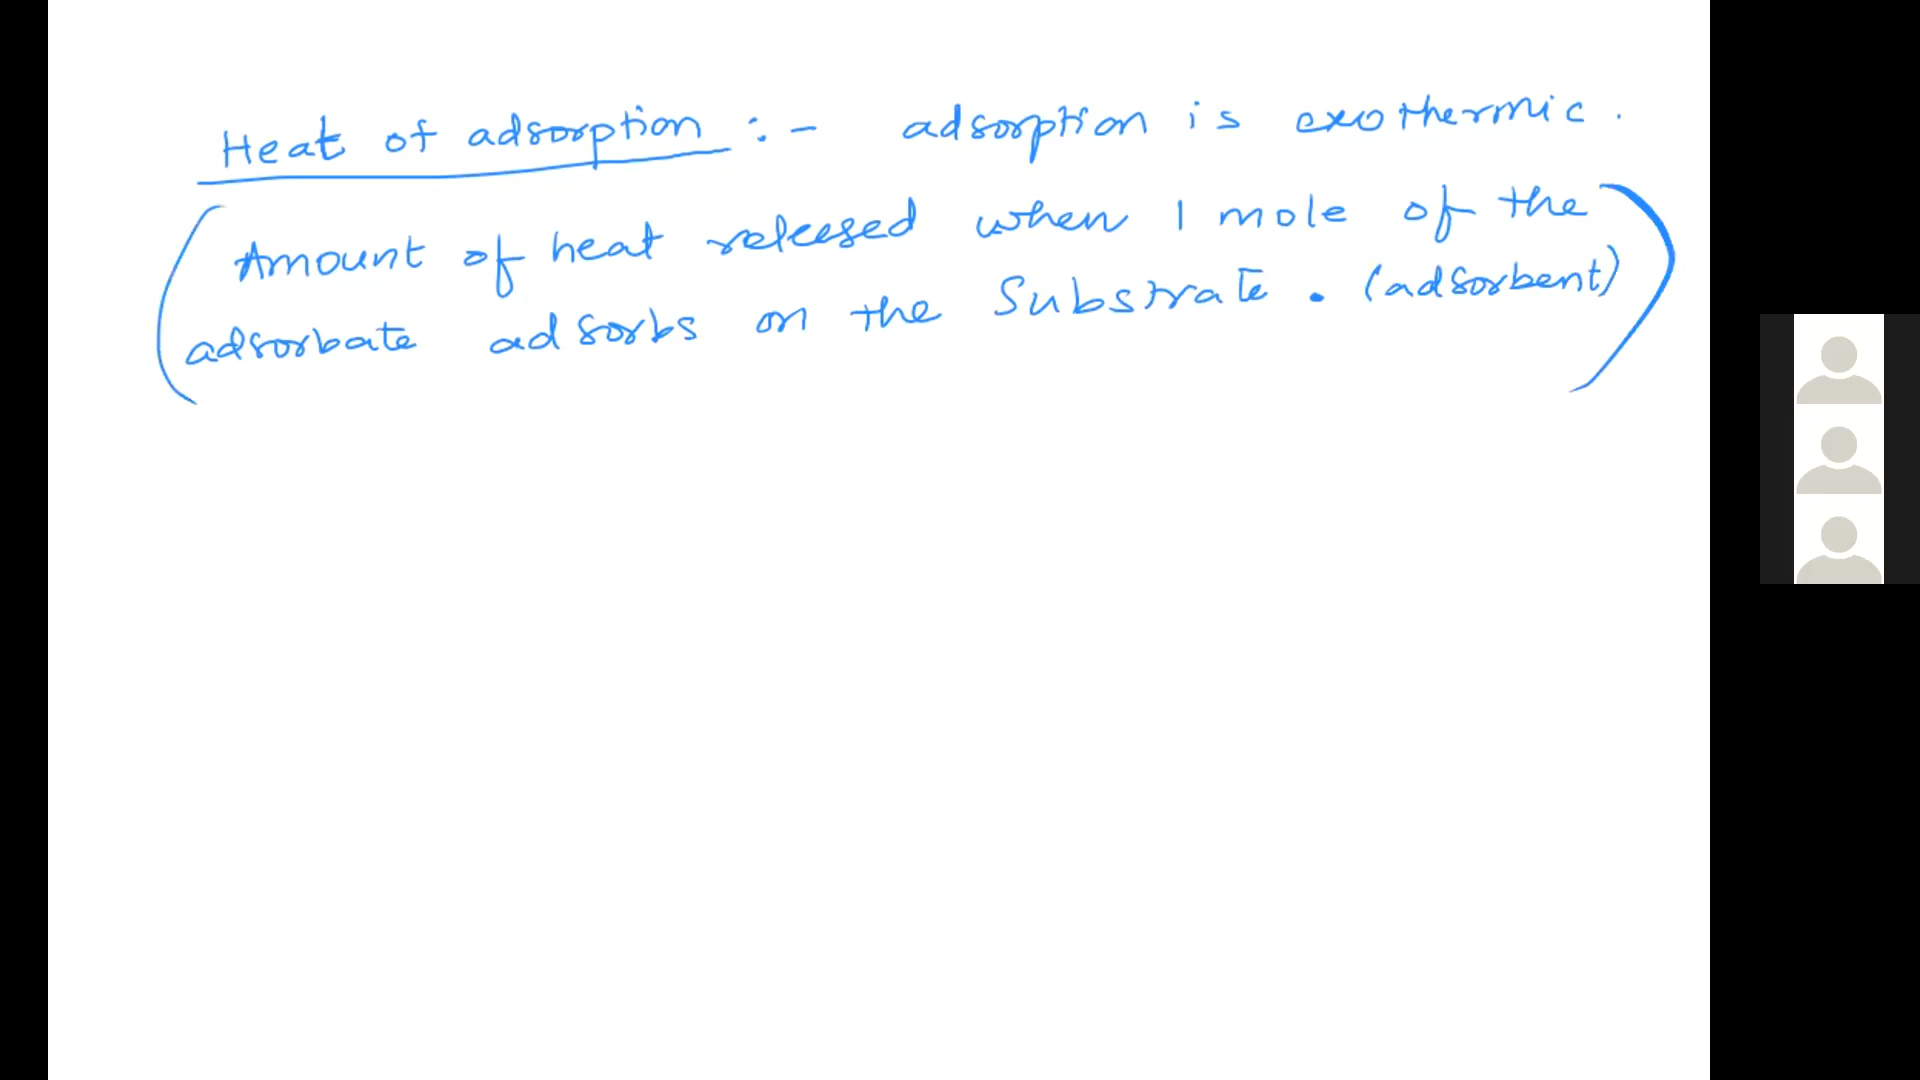 Heat of adsorption :- adsorption is exothermic.
(Amount of heat released when 1 mole of the
adsorbate adsorbs on the substrate. (adsorbent))